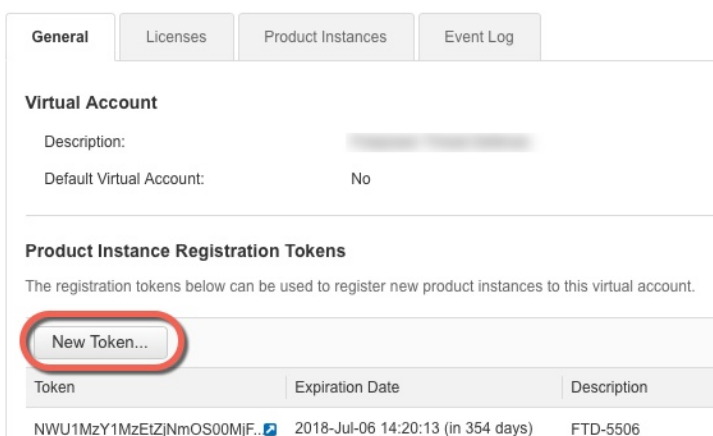 General Licenses Product Instances Event Log
Virtual Account
Description:
Default Virtual Account: No
Product Instance Registration Tokens
The registration tokens below can be used to register new product instances to this virtual account.
New Token...
Token Expiration Date Description
NWU1MzY1MzEtZjNmOS00MjF.. 2018-Jul-06 14:20:13 (in 354 days) FTD-5506